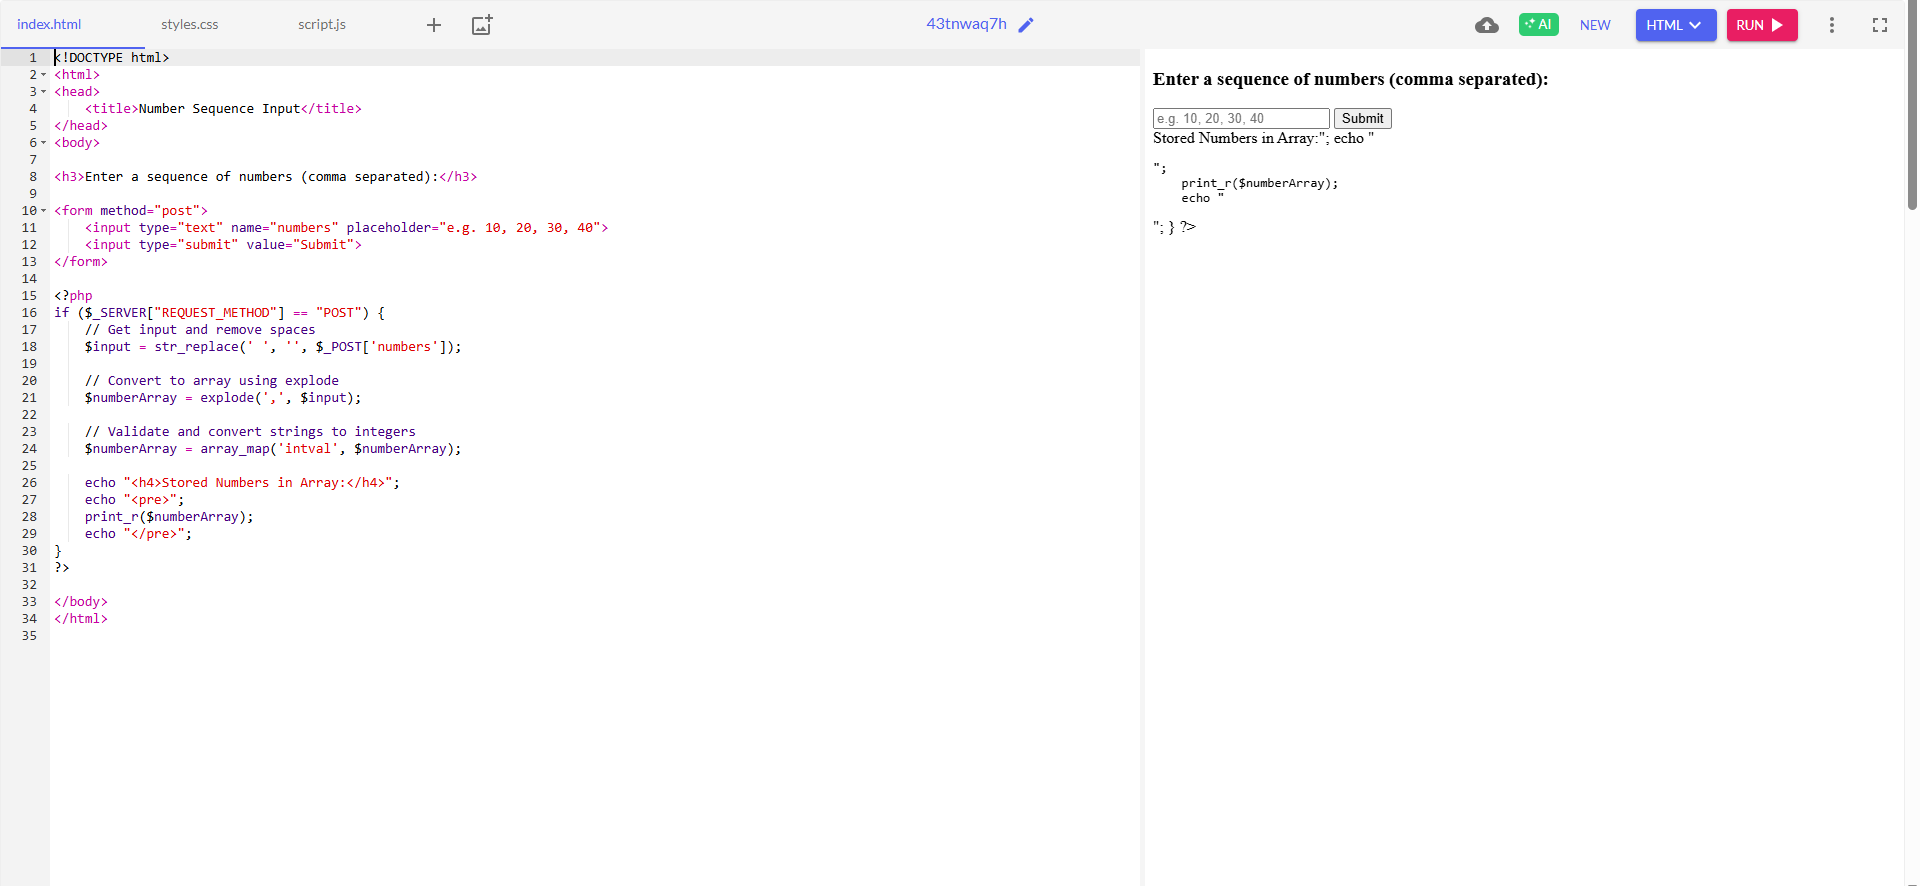 index.html styles.css script.js 43tnwaq7h AI NEW HTML RUN
1 <!DOCTYPE html>
2 <html>
3 <head>
4     <title>Number Sequence Input</title>
5 </head>
6 <body>
7
8 <h3>Enter a sequence of numbers (comma separated):</h3>
9
10 <form method="post">
11     <input type="text" name="numbers" placeholder="e.g. 10, 20, 30, 40">
12     <input type="submit" value="Submit">
13 </form>
14
15 <?php
16 if ($_SERVER["REQUEST_METHOD"] == "POST") {
17     // Get input and remove spaces
18     $input = str_replace(' ', '', $_POST['numbers']);
19
20     // Convert to array using explode
21     $numberArray = explode(',', $input);
22
23     // Validate and convert strings to integers
24     $numberArray = array_map('intval', $numberArray);
25
26     echo "<h4>Stored Numbers in Array:</h4>";
27     echo "<pre>";
28     print_r($numberArray);
29     echo "</pre>";
30 }
31 ?>
32
33 </body>
34 </html>
35
Enter a sequence of numbers (comma separated):
e.g. 10, 20, 30, 40 Submit
Stored Numbers in Array:"; echo "
";
    print_r($numberArray);
    echo "
"; } ?>